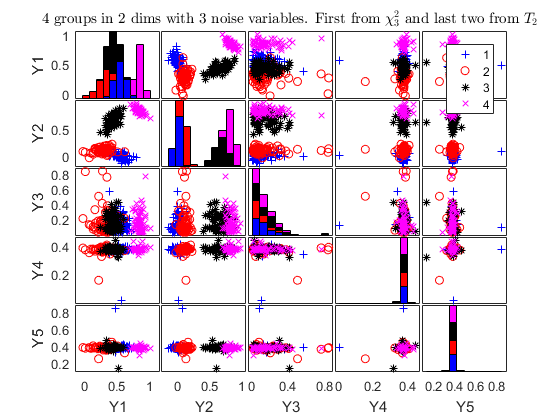 4 groups in 2 dims with 3 noise variables. First from χ²₃ and last two from T₂
Y1
1
0.5
0
1
2
3
4
Y2
0.5
0
Y3
0.8
0.6
0.4
0.2
Y4
0.4
0.2
Y5
0.8
0.6
0.4
0.2
0 0.5 1 0 0.5 1 0 0.4 0.8 0 0.2 0.4 0.2 0.4 0.6 0.8
Y1 Y2 Y3 Y4 Y5